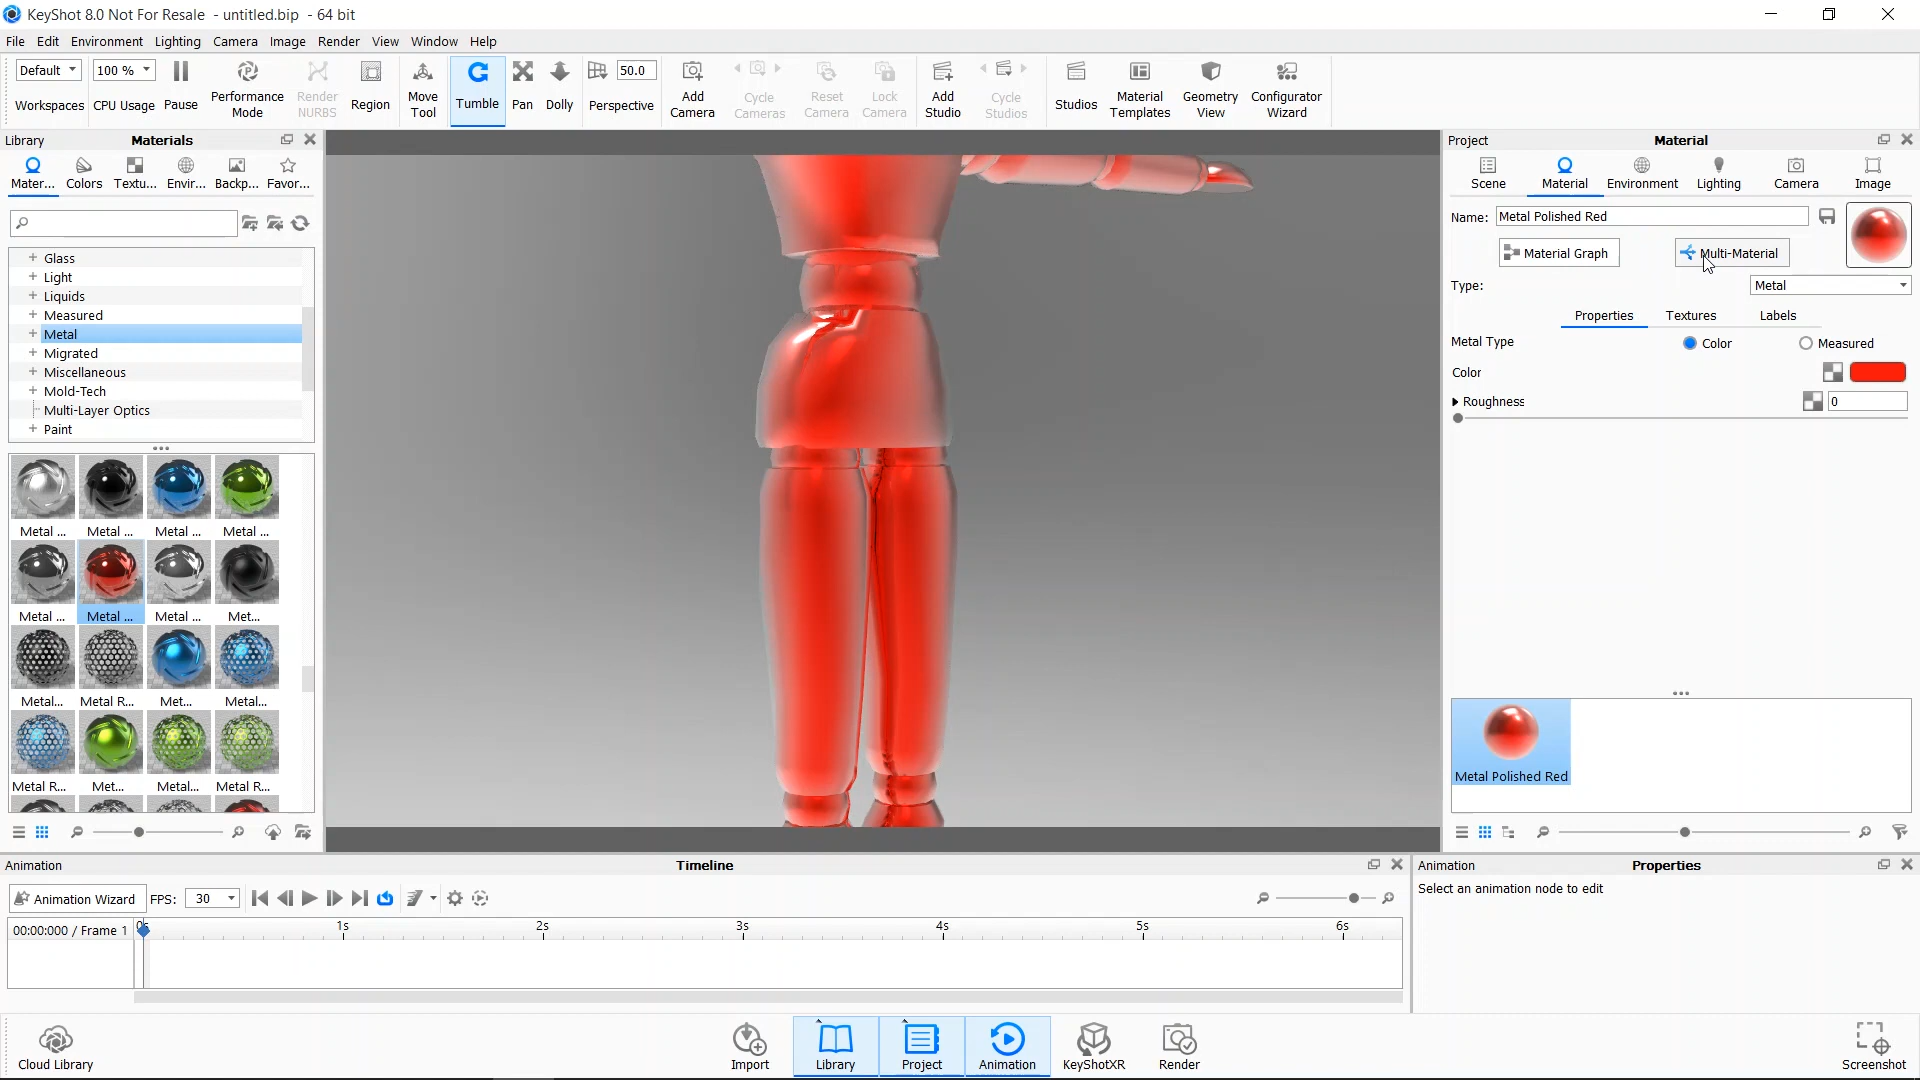 KeyShot 8.0 Not For Resale - untitled.bip - 64 bit
File Edit Environment Lighting Camera Image Render View Window Help
Default 100 % 50.0
Workspaces CPU Usage Pause Performance Mode Render NURBS Region Move Tool Tumble Pan Dolly Perspective Add Camera Cycle Cameras Reset Camera Lock Camera Add Studio Cycle Studios Studios Material Templates Geometry View Configurator Wizard
Library Materials
Mater... Colors Textu... Envir... Backp... Favor...
Glass
Light
Liquids
Measured
Metal
Migrated
Miscellaneous
Mold-Tech
Multi-Layer Optics
Paint
Metal ... Metal ... Metal ... Metal ...
Metal ... Metal ... Metal ... Met...
Metal... Metal R... Met... Metal...
Metal R... Met... Metal... Metal R...
Project Material
Scene Material Environment Lighting Camera Image
Name: Metal Polished Red
Material Graph Multi-Material
Type: Metal
Properties Textures Labels
Metal Type Color Measured
Color
Roughness 0
Metal Polished Red
Animation Timeline
Animation Wizard FPS: 30
00:00:000 / Frame 1 0s 1s 2s 3s 4s 5s 6s
Animation Properties
Select an animation node to edit
Cloud Library Import Library Project Animation KeyShotXR Render Screenshot